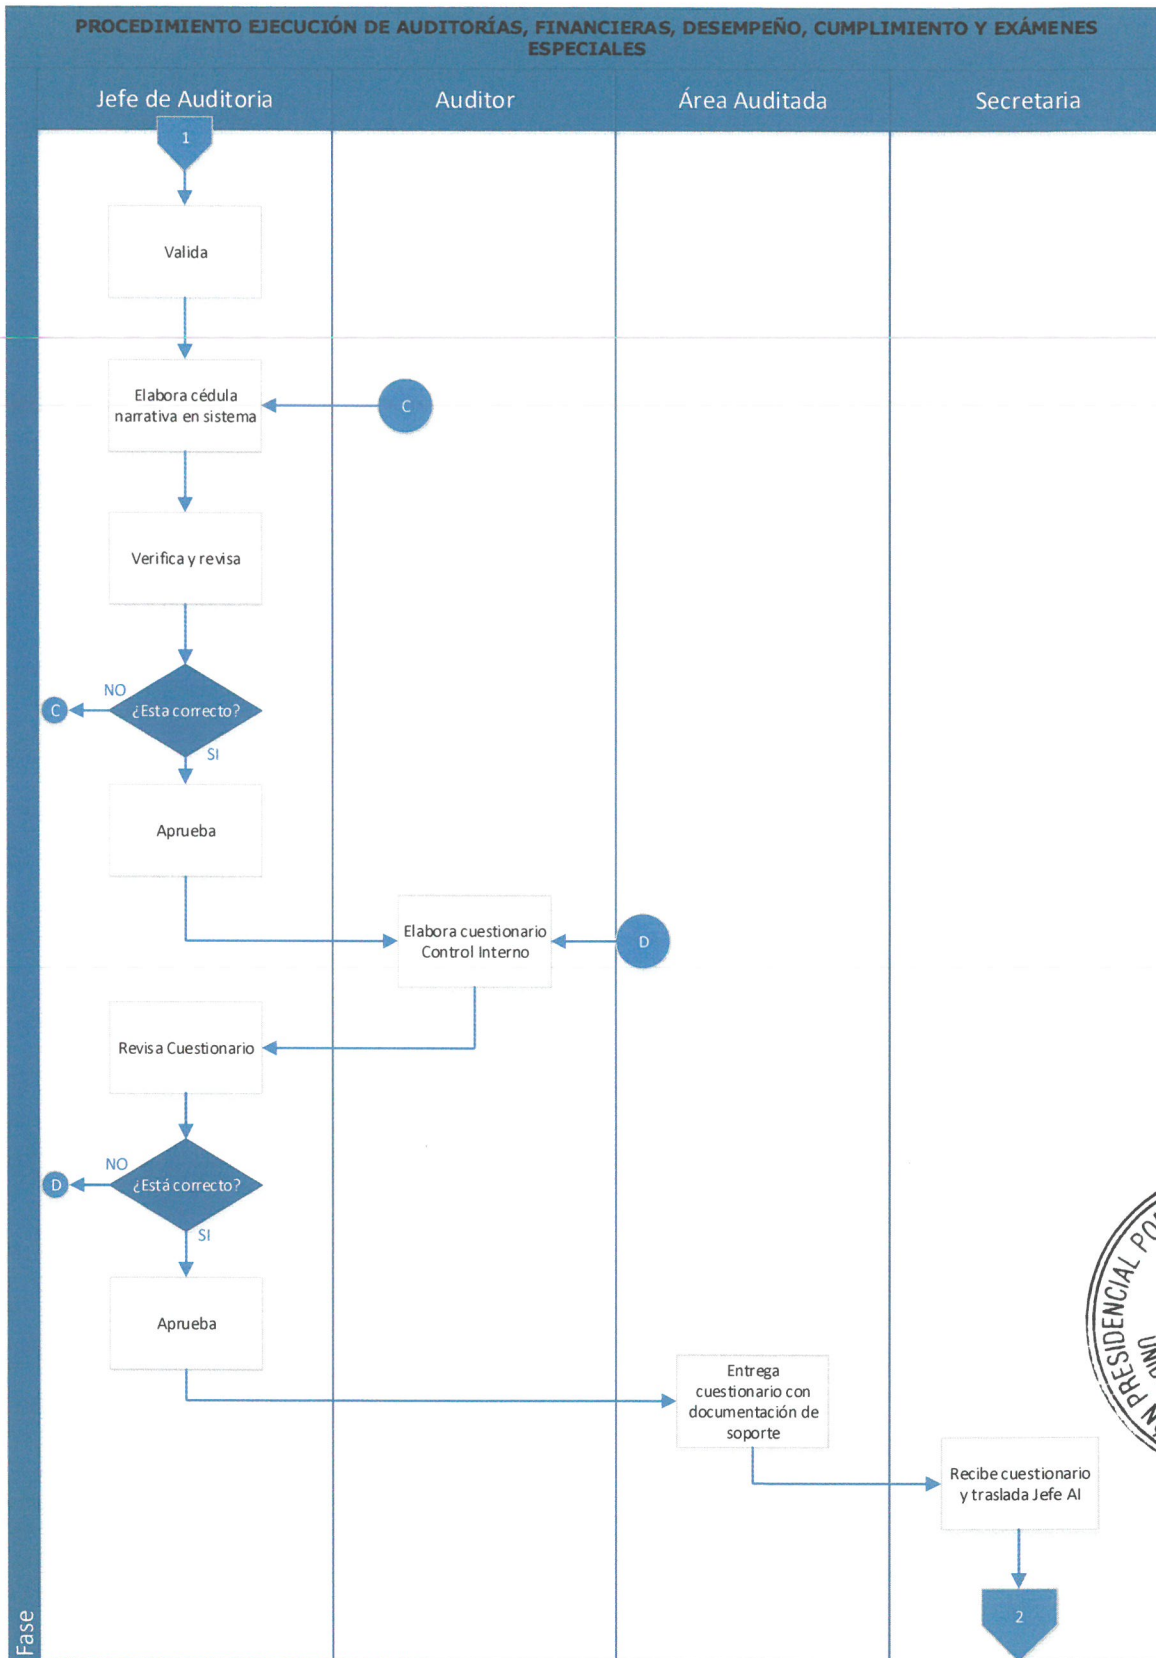 PROCEDIMIENTO EJECUCIÓN DE AUDITORÍAS, FINANCIERAS, DESEMPEÑO, CUMPLIMIENTO Y EXÁMENES
ESPECIALES
Jefe de Auditoria
Auditor
Área Auditada
Secretaria
1
Valida
Elabora cédula
narrativa en sistema
C
Verifica y revisa
NO
C
¿Esta correcto?
SI
Aprueba
Elabora cuestionario
Control Interno
D
Revisa Cuestionario
NO
D
¿Está correcto?
SI
Aprueba
Entrega
cuestionario con
documentación de
soporte
Recibe cuestionario
y traslada Jefe AI
2
Fase
PRESIDENCIAL